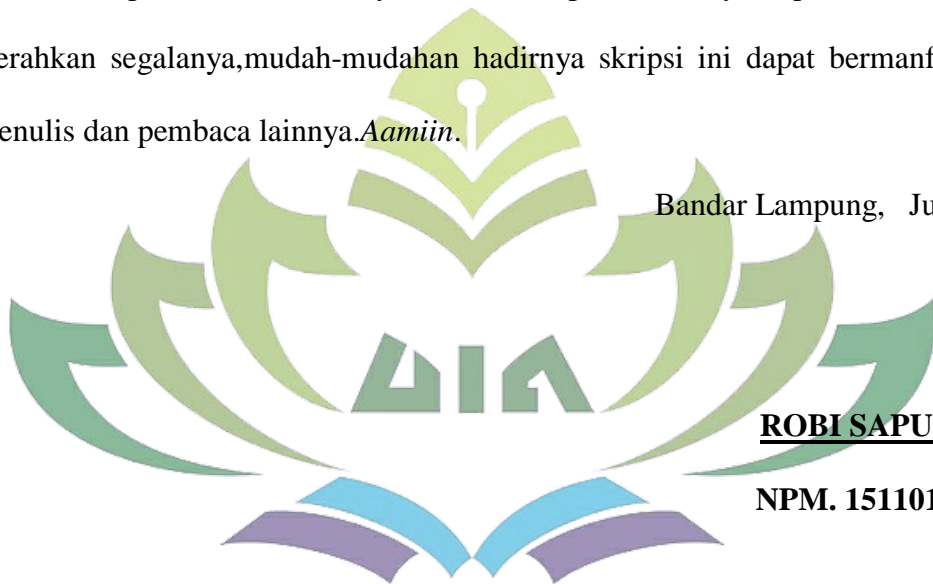 erahkan segalanya,mudah-mudahan hadirnya skripsi ini dapat bermanf
enulis dan pembaca lainnya.Aamiin.
Bandar Lampung, Ju
UIN
ROBI SAPU
NPM. 151101